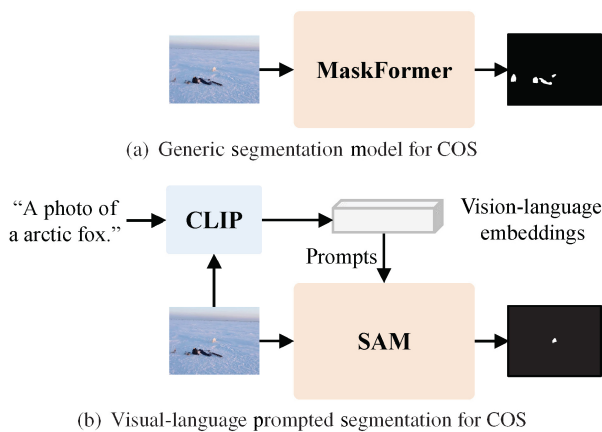 MaskFormer
(a) Generic segmentation model for COS
“A photo of
a arctic fox.”
CLIP
Vision-language
embeddings
Prompts
SAM
(b) Visual-language prompted segmentation for COS